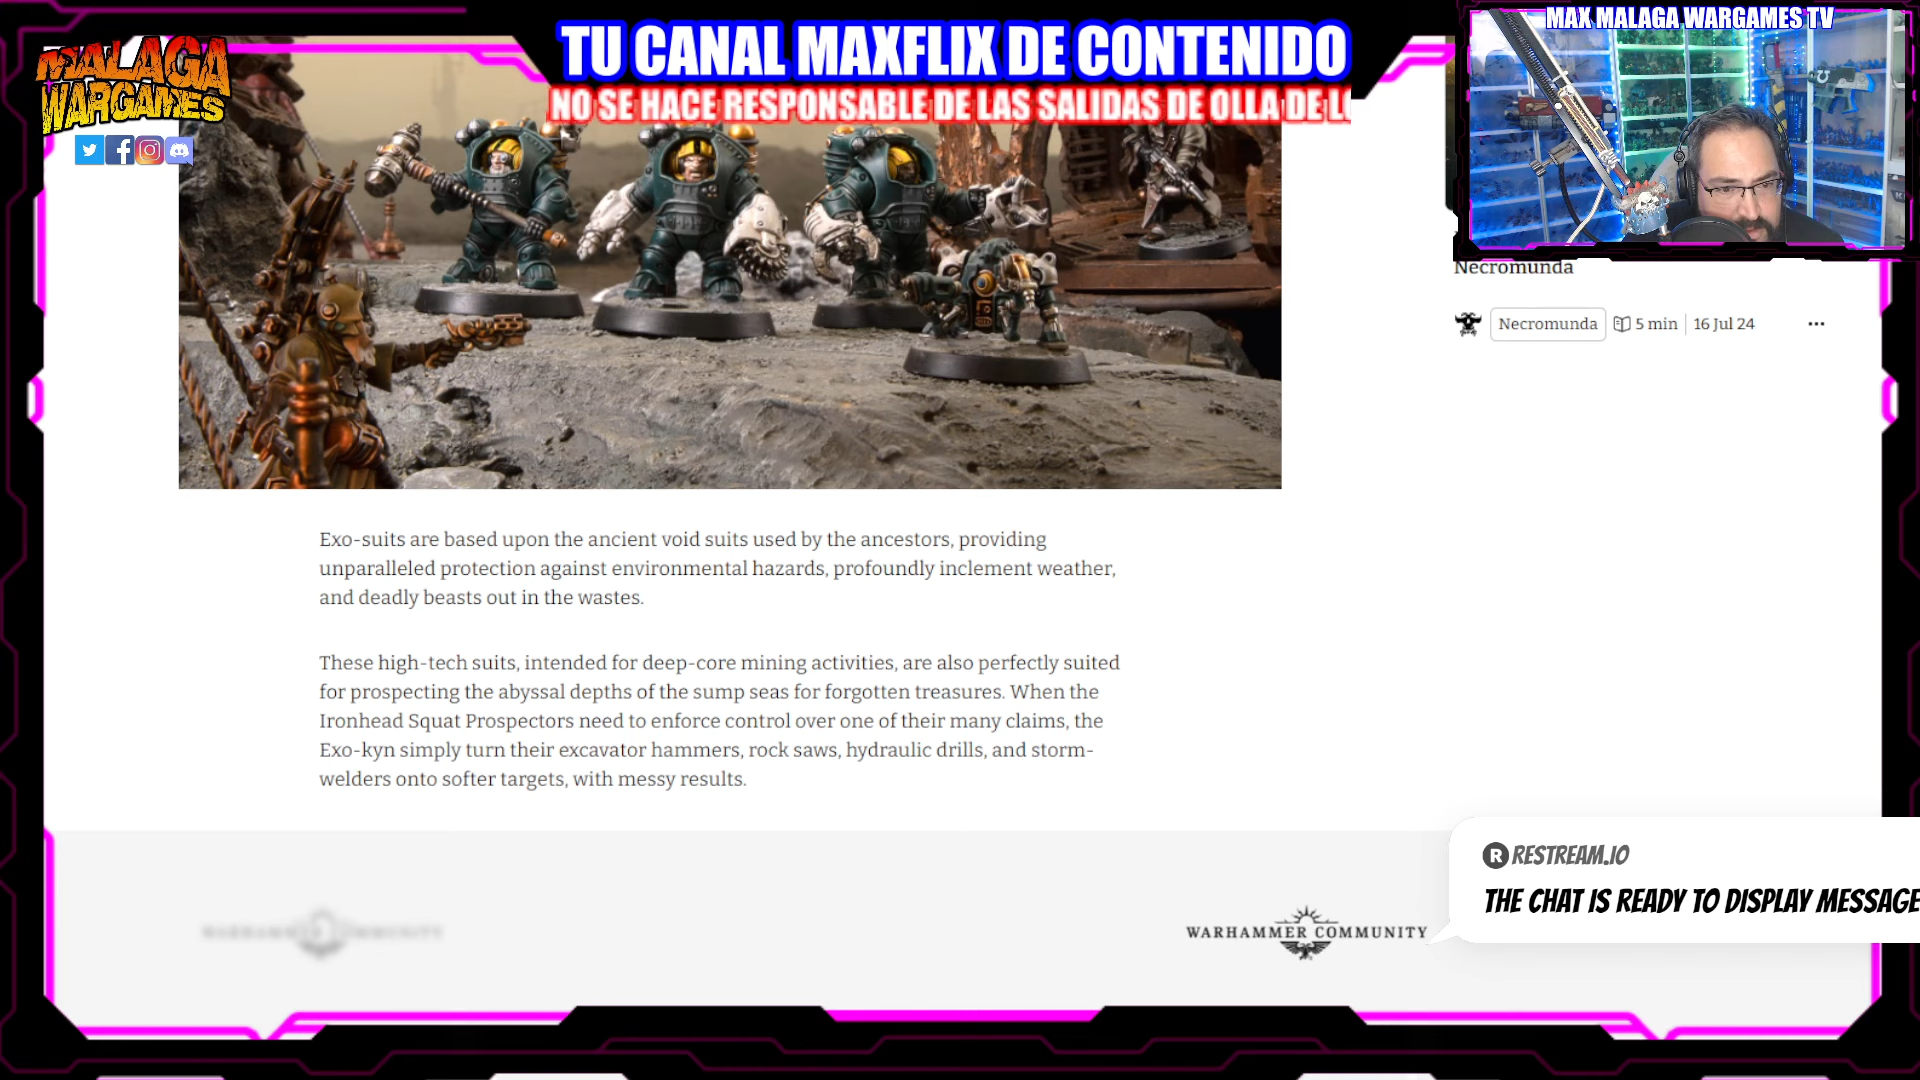 MALAGA
WARGAMES
TU CANAL MAXFLIX DE CONTENIDO
NO SE HACE RESPONSABLE DE LAS SALIDAS DE OLLA DE L
MAX MALAGA WARGAMES TV
Necromunda
Necromunda 5 min 16 Jul 24 ...
Exo-suits are based upon the ancient void suits used by the ancestors, providing
unparalleled protection against environmental hazards, profoundly inclement weather,
and deadly beasts out in the wastes.
These high-tech suits, intended for deep-core mining activities, are also perfectly suited
for prospecting the abyssal depths of the sump seas for forgotten treasures. When the
Ironhead Squat Prospectors need to enforce control over one of their many claims, the
Exo-kyn simply turn their excavator hammers, rock saws, hydraulic drills, and storm-
welders onto softer targets, with messy results.
R RESTREAM.IO
THE CHAT IS READY TO DISPLAY MESSAGE
WARHAMMER COMMUNITY